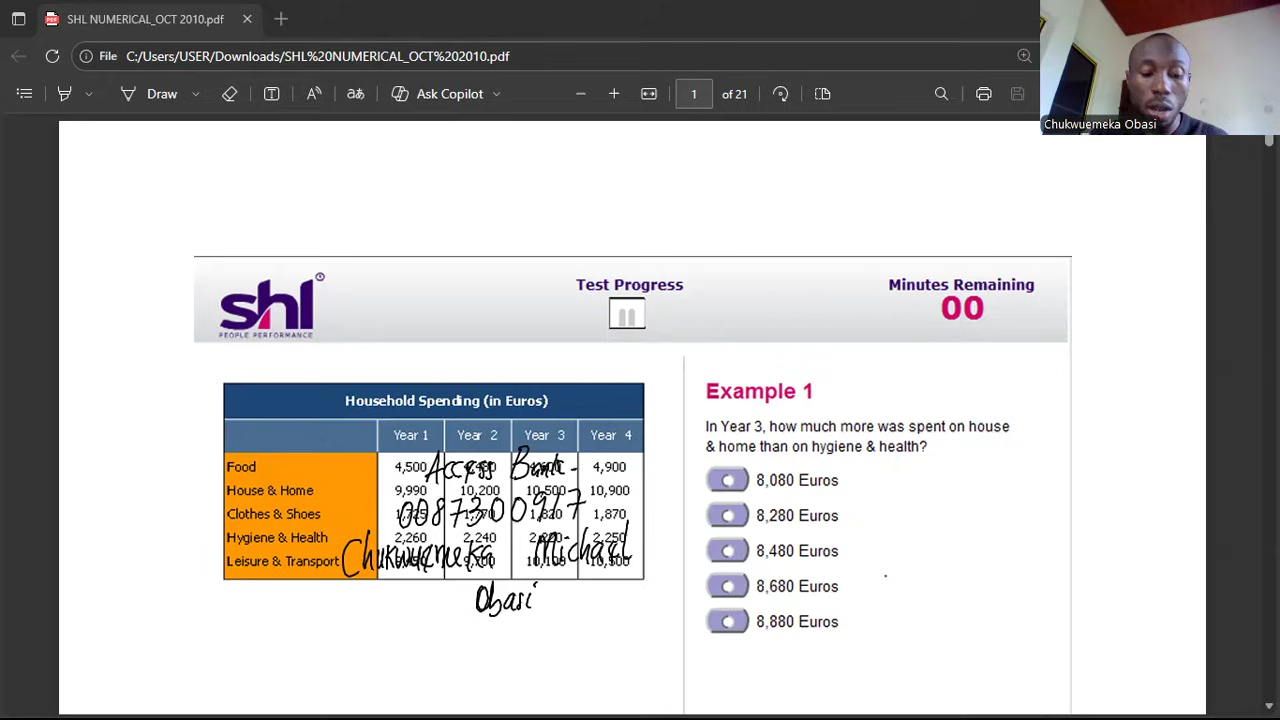 SHL NUMERICAL_OCT 2010.pdf
File C:/Users/USER/Downloads/SHL%20NUMERICAL_OCT%202010.pdf
Draw Ask Copilot 1 of 21
Chukwuemeka Obasi
shl
PEOPLE PERFORMANCE
Test Progress
Minutes Remaining
00
Household Spending (in Euros)
Year 1 Year 2 Year 3 Year 4
Food 4,500 4,900
House & Home 9,990 10,200 10,500 10,900
Clothes & Shoes 1,870
Hygiene & Health 2,260 2,240 2,250
Leisure & Transport 10,100 10,500
Access Bank -
0087300917
Chukwuemeka Michael
Obasi
Example 1
In Year 3, how much more was spent on house
& home than on hygiene & health?
8,080 Euros
8,280 Euros
8,480 Euros
8,680 Euros
8,880 Euros